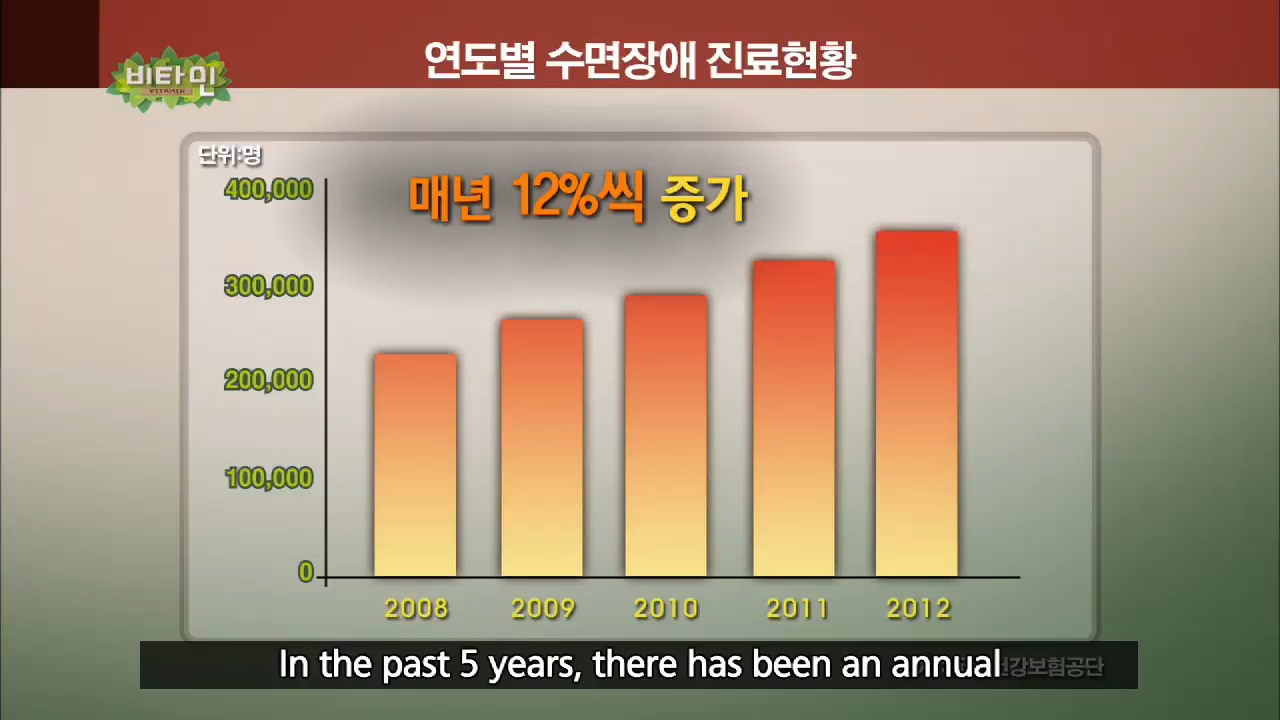 연도별 수면장애 진료현황
비타민
VITAMIN
단위:명
매년 12%씩 증가
400,000
300,000
200,000
100,000
0
2008 2009 2010 2011 2012
In the past 5 years, there has been an annual
건강보험공단